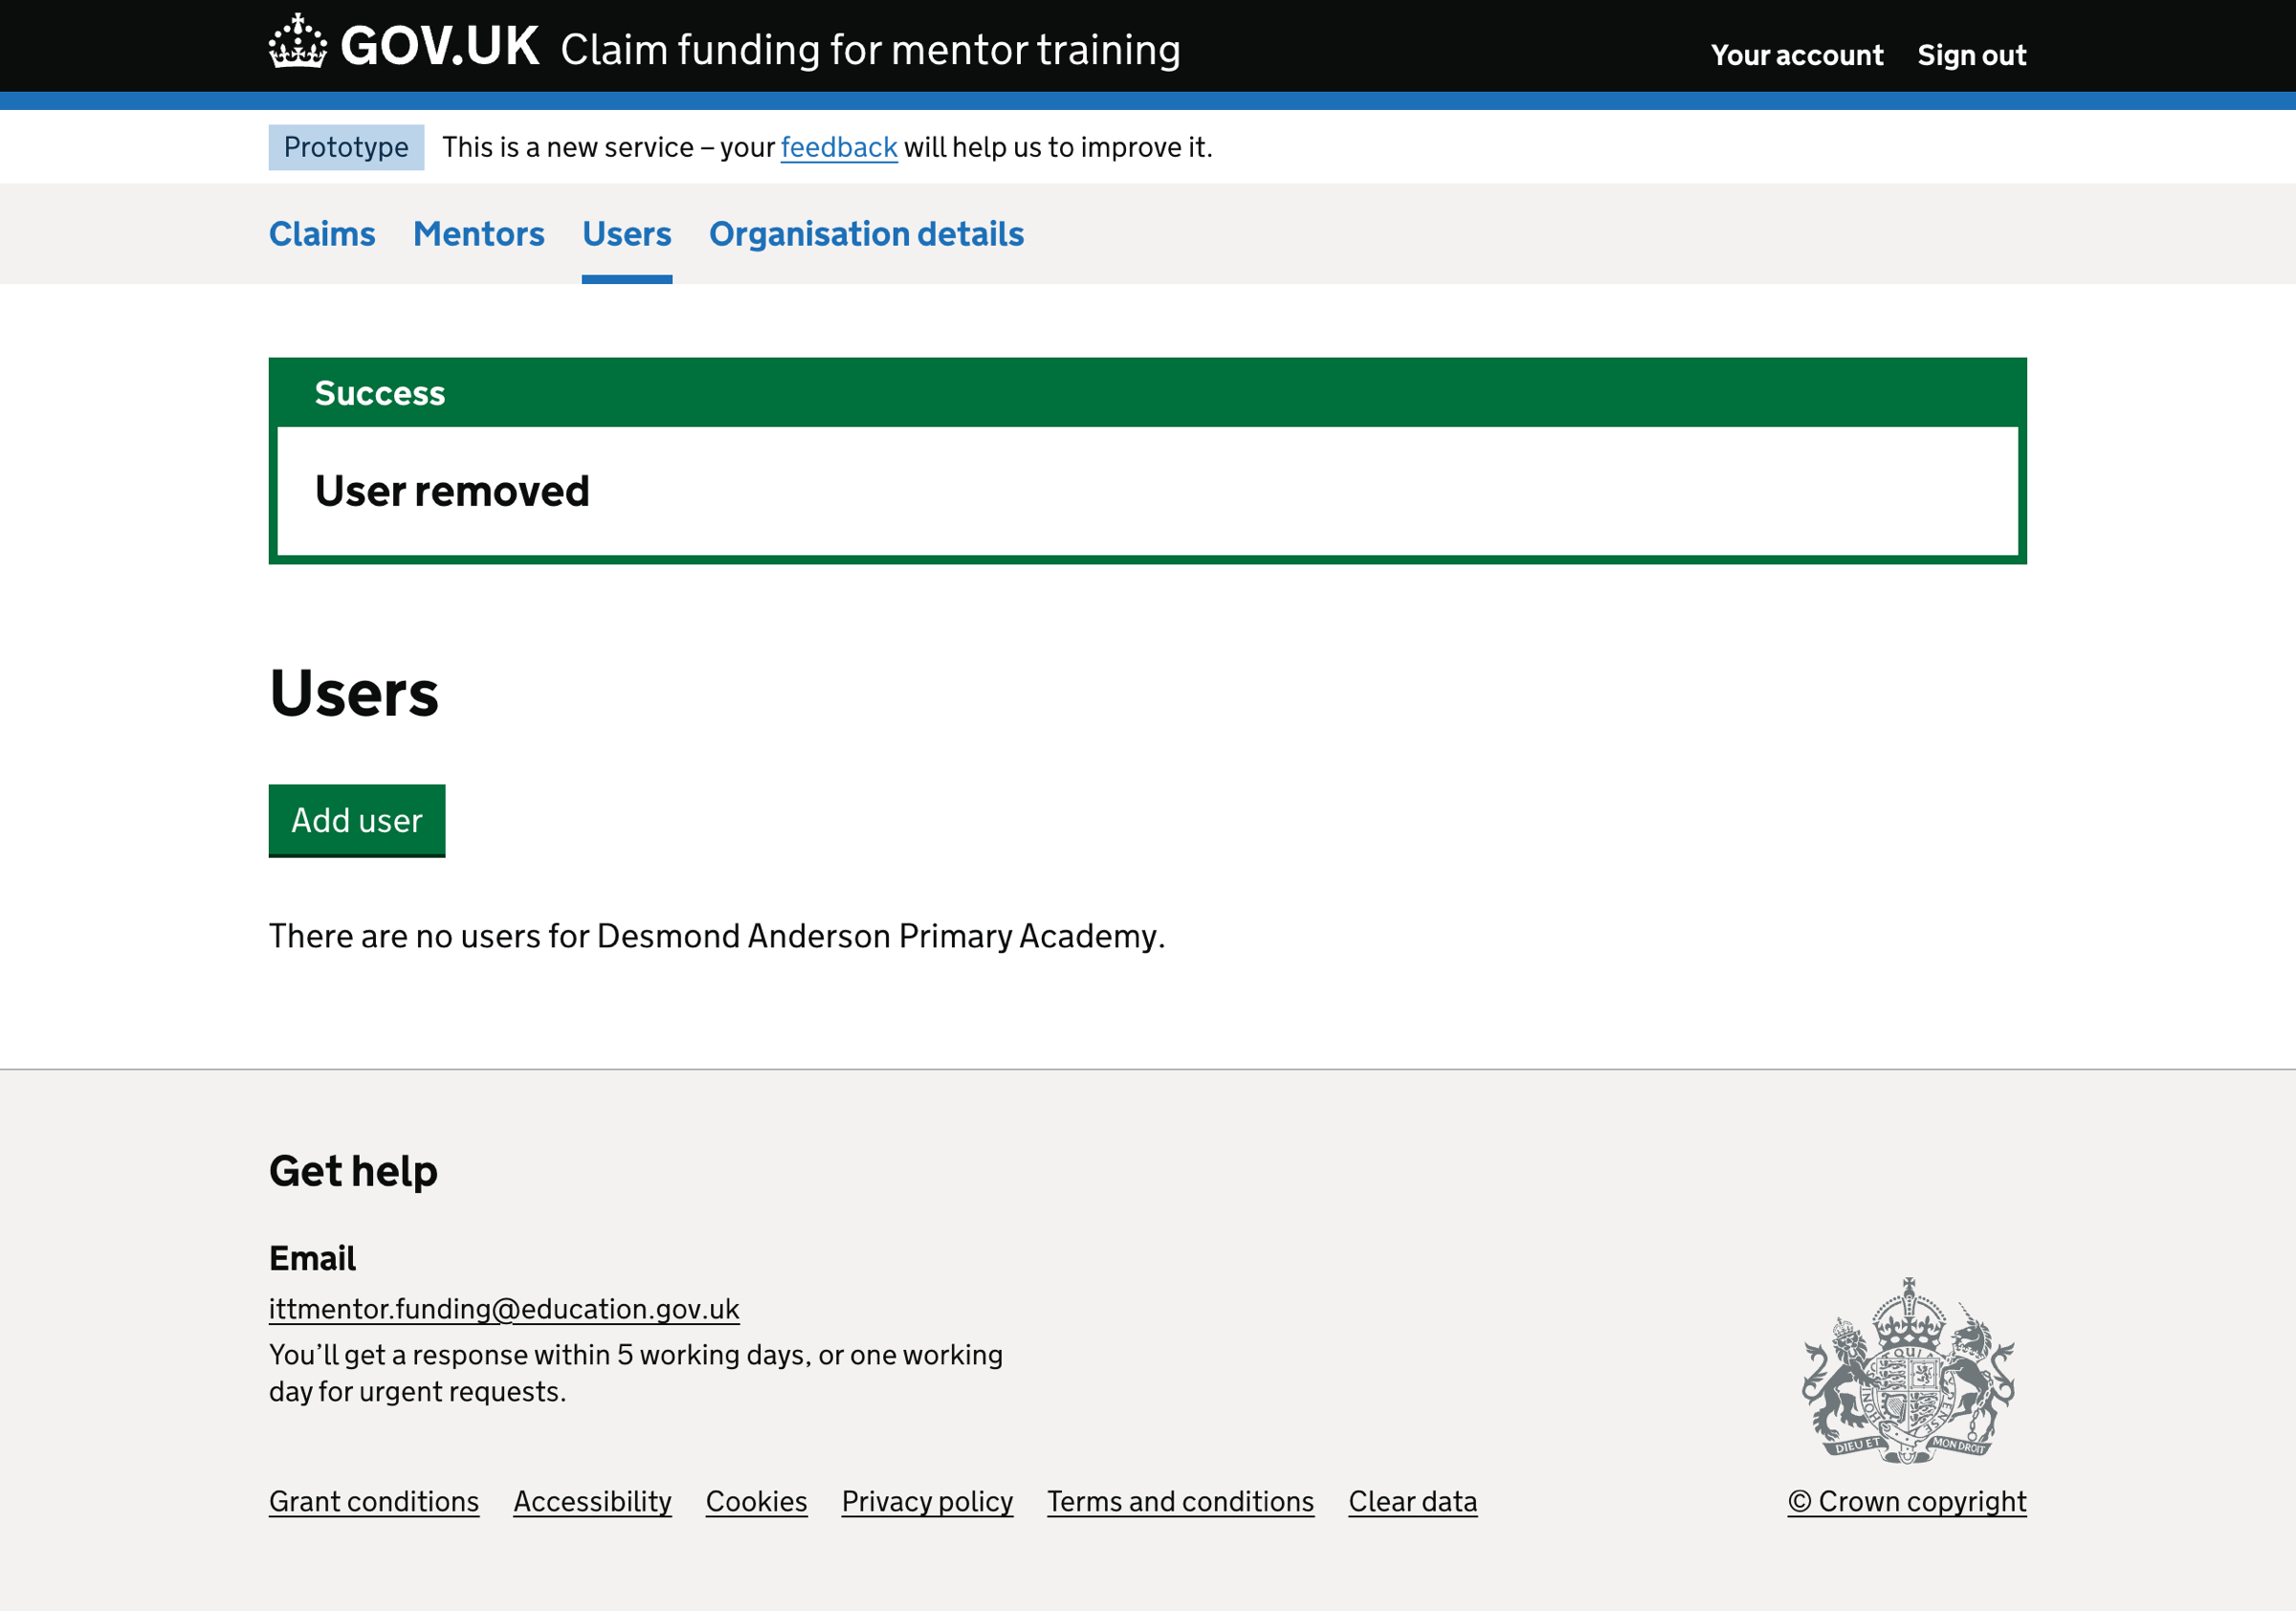 GOV.UK Claim funding for mentor training
Your account Sign out
Prototype This is a new service – your feedback will help us to improve it.
Claims Mentors Users Organisation details
Success
User removed
Users
Add user
There are no users for Desmond Anderson Primary Academy.
Get help
Email
ittmentor.funding@education.gov.uk
You’ll get a response within 5 working days, or one working
day for urgent requests.
DIEU ET MON DROIT
Grant conditions Accessibility Cookies Privacy policy Terms and conditions Clear data
© Crown copyright